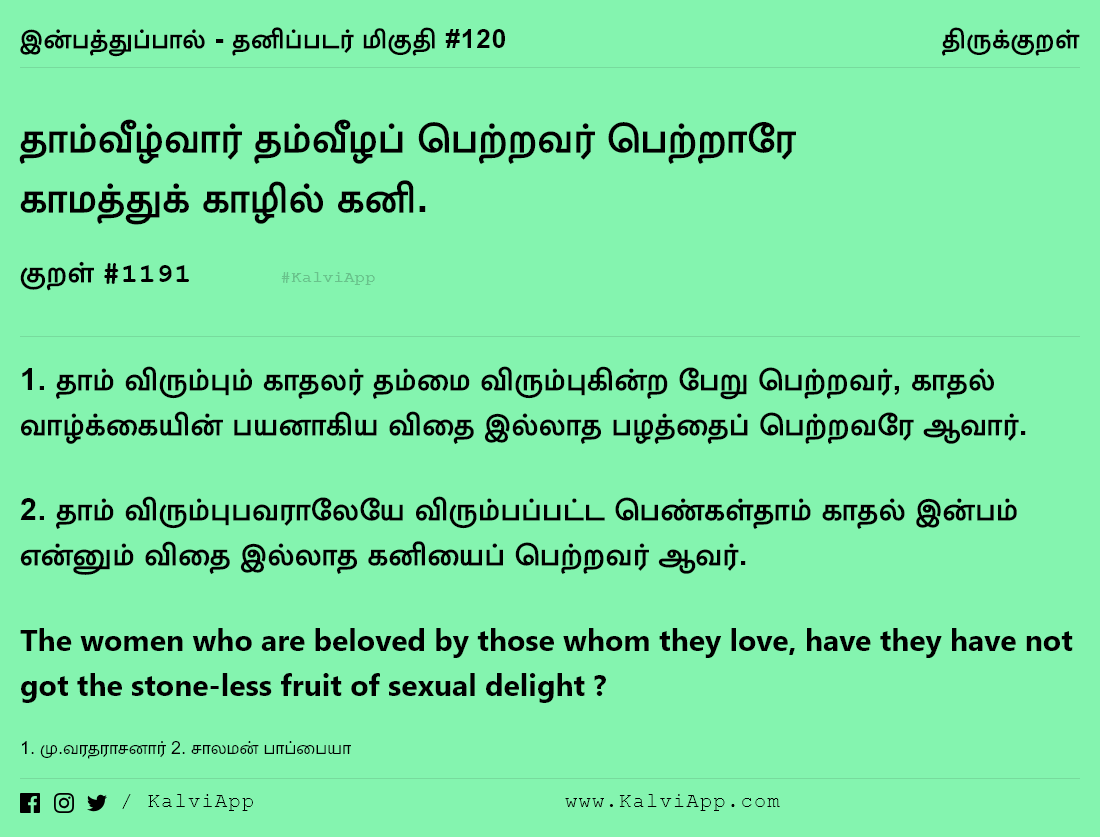 இன்பத்துப்பால் - தனிப்படர் மிகுதி #120 திருக்குறள்
தாம்வீழ்வார் தம்வீழப் பெற்றவர் பெற்றாரே
காமத்துக் காழில் கனி.
குறள் #1191 #KalviApp
1. தாம் விரும்பும் காதலர் தம்மை விரும்புகின்ற பேறு பெற்றவர், காதல்
வாழ்க்கையின் பயனாகிய விதை இல்லாத பழத்தைப் பெற்றவரே ஆவார்.
2. தாம் விரும்புபவராலேயே விரும்பப்பட்ட பெண்கள்தாம் காதல் இன்பம்
என்னும் விதை இல்லாத கனியைப் பெற்றவர் ஆவர்.
The women who are beloved by those whom they love, have they have not
got the stone-less fruit of sexual delight ?
1. மு.வரதராசனார் 2. சாலமன் பாப்பையா
/ KalviApp www.KalviApp.com